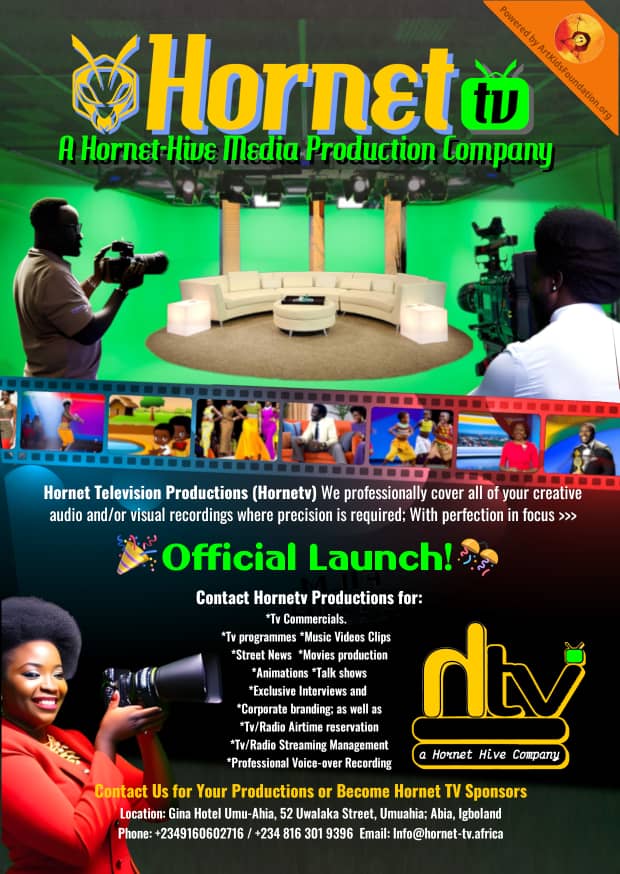 Powered by ArtKidsFoundation.org
Hornet tv
A Hornet-Hive Media Production Company
Hornet Television Productions (Hornetv) We professionally cover all of your creative
audio and/or visual recordings where precision is required; With perfection in focus >>>
Official Launch!
Contact Hornetv Productions for:
*Tv Commercials.
*Tv programmes *Music Videos Clips
*Street News *Movies production
*Animations *Talk shows
*Exclusive Interviews and
*Corporate branding; as well as
*Tv/Radio Airtime reservation
*Tv/Radio Streaming Management
*Professional Voice-over Recording
htv
a Hornet Hive Company
Contact Us for Your Productions or Become Hornet TV Sponsors
Location: Gina Hotel Umu-Ahia, 52 Uwalaka Street, Umuahia; Abia, Igboland
Phone: +2349160602716 / +234 816 301 9396 Email: Info@hornet-tv.africa